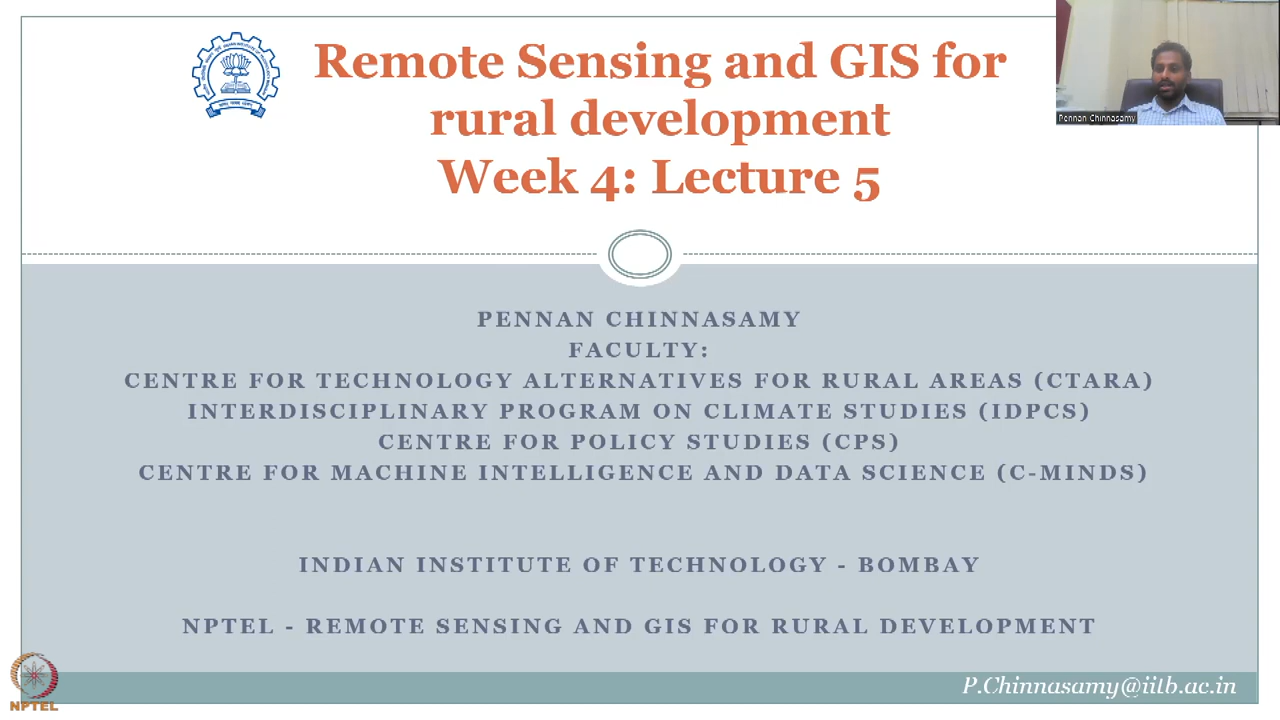 Remote Sensing and GIS for
rural development
Week 4: Lecture 5
Pennan Chinnasamy
PENNAN CHINNASAMY
FACULTY:
CENTRE FOR TECHNOLOGY ALTERNATIVES FOR RURAL AREAS (CTARA)
INTERDISCIPLINARY PROGRAM ON CLIMATE STUDIES (IDPCS)
CENTRE FOR POLICY STUDIES (CPS)
CENTRE FOR MACHINE INTELLIGENCE AND DATA SCIENCE (C-MINDS)
INDIAN INSTITUTE OF TECHNOLOGY - BOMBAY
NPTEL - REMOTE SENSING AND GIS FOR RURAL DEVELOPMENT
P.Chinnasamy@iitb.ac.in
NPTEL